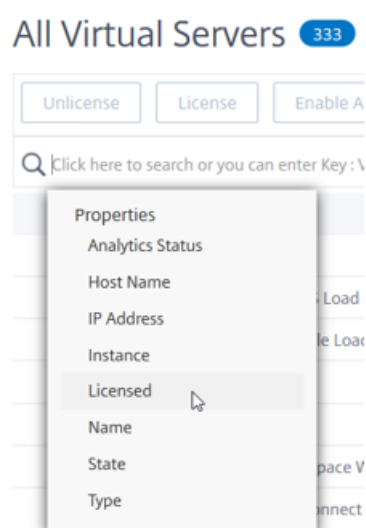 All Virtual Servers 333
Unlicense License Enable A
Click here to search or you can enter Key : V
Properties
Analytics Status
Host Name
Load
IP Address
le Load
Instance
Licensed
Name
State
pace W
Type
nnect